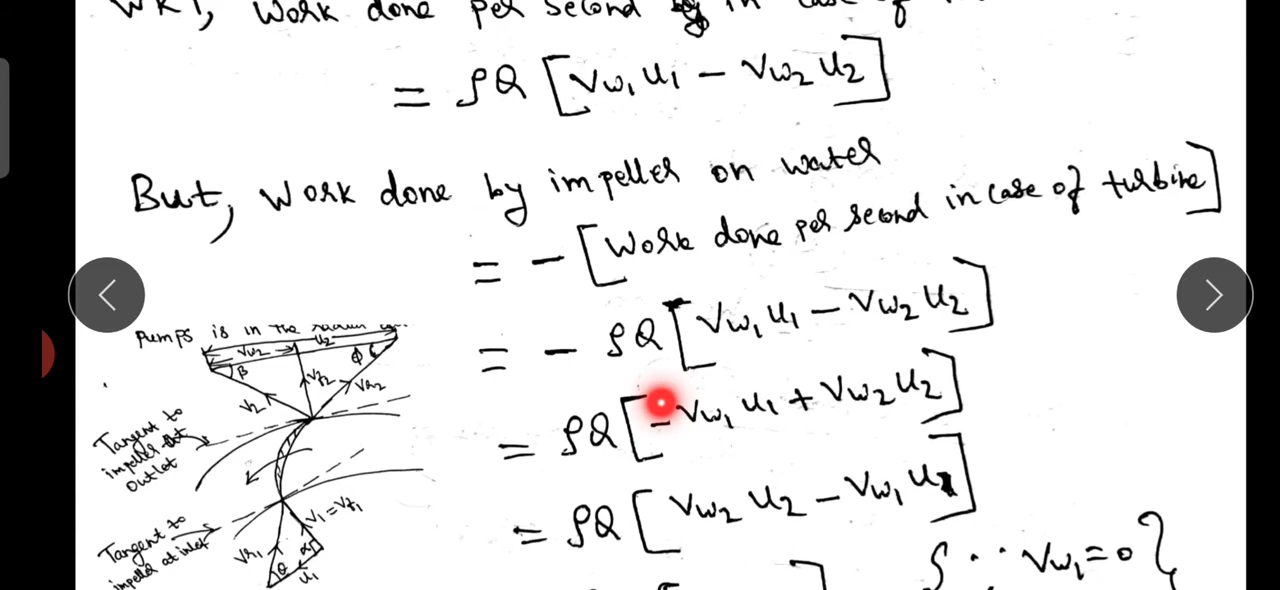 Work done per second by in case of
= ρQ [Vw₁ u₁ − Vw₂ u₂]
But, Work done by impeller on water
= − [Work done per second in case of turbine]
= − ρQ [Vw₁ u₁ − Vw₂ u₂]
= ρQ [−Vw₁ u₁ + Vw₂ u₂]
= ρQ [Vw₂ u₂ − Vw₁ u₁]
{∵ Vw₁ = 0}
Pumps is in the
u₂
Vw₂
β
φ
V₂
Vf₂
VR₂
Tangent to
impeller at
outlet
Tangent to
impeller at inlet
V₁=Vf₁
VR₁
θ
α
u₁